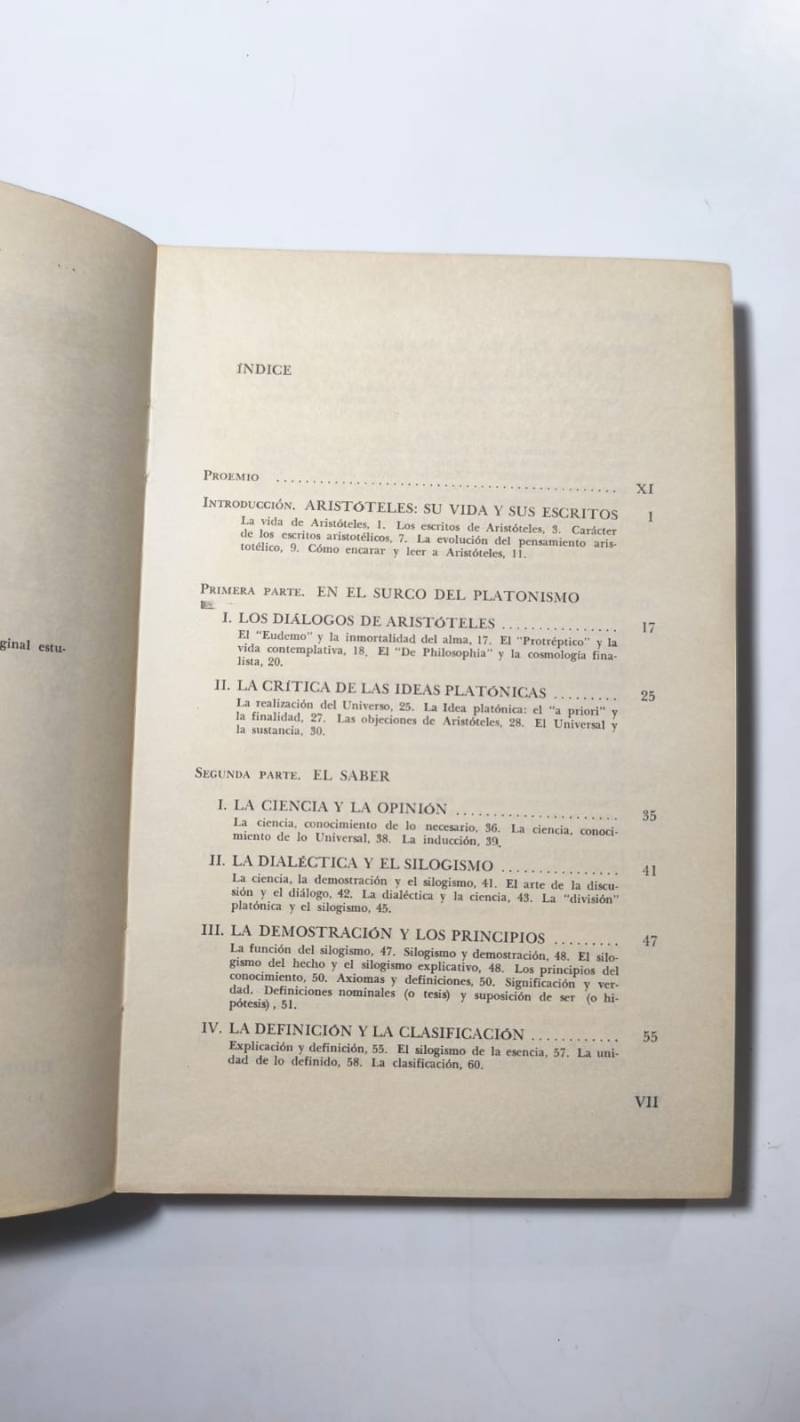 ginal estu-
ÍNDICE
PROEMIO ............................................. XI
INTRODUCCIÓN. ARISTÓTELES: SU VIDA Y SUS ESCRITOS 1
La vida de Aristóteles, 1. Los escritos de Aristóteles, 3. Carácter
de los escritos aristotélicos, 7. La evolución del pensamiento aris-
totélico, 9. Cómo encarar y leer a Aristóteles, 11.
PRIMERA PARTE. EN EL SURCO DEL PLATONISMO
I. LOS DIÁLOGOS DE ARISTÓTELES ................ 17
El "Eudemo" y la inmortalidad del alma, 17. El "Protréptico" y la
vida contemplativa, 18. El "De Philosophia" y la cosmología fina-
lista, 20.
II. LA CRÍTICA DE LAS IDEAS PLATÓNICAS ......... 25
La realización del Universo, 25. La Idea platónica: el "a priori" y
la finalidad, 27. Las objeciones de Aristóteles, 28. El Universal y
la sustancia, 30.
SEGUNDA PARTE. EL SABER
I. LA CIENCIA Y LA OPINIÓN ...................... 35
La ciencia, conocimiento de lo necesario, 36. La ciencia, conoci-
miento de lo Universal, 38. La inducción, 39.
II. LA DIALÉCTICA Y EL SILOGISMO ................ 41
La ciencia, la demostración y el silogismo, 41. El arte de la discu-
sión y el diálogo, 42. La dialéctica y la ciencia, 43. La "división"
platónica y el silogismo, 45.
III. LA DEMOSTRACIÓN Y LOS PRINCIPIOS ......... 47
La función del silogismo, 47. Silogismo y demostración, 48. El silo-
gismo del hecho y el silogismo explicativo, 48. Los principios del
conocimiento, 50. Axiomas y definiciones, 50. Significación y ver-
dad. Definiciones nominales (o tesis) y suposición de ser (o hi-
pótesis), 51.
IV. LA DEFINICIÓN Y LA CLASIFICACIÓN ............ 55
Explicación y definición, 55. El silogismo de la esencia, 57. La uni-
dad de lo definido, 58. La clasificación, 60.
VII